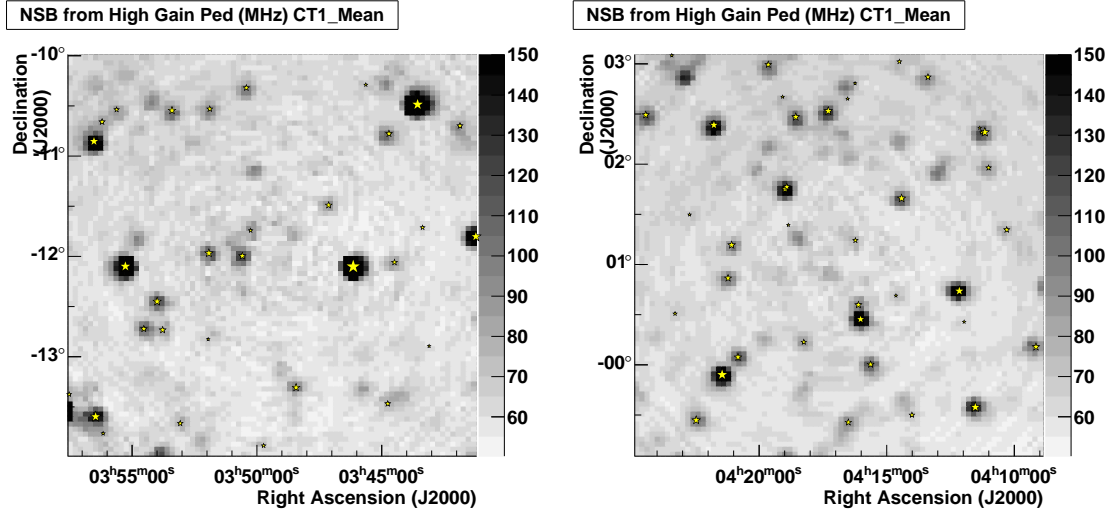 NSB from High Gain Ped (MHz) CT1_Mean
Declination
(J2000)
-10°
-11°
-12°
-13°
03ʰ55ᵐ00ˢ
03ʰ50ᵐ00ˢ
03ʰ45ᵐ00ˢ
Right Ascension (J2000)
150
140
130
120
110
100
90
80
70
60
NSB from High Gain Ped (MHz) CT1_Mean
Declination
(J2000)
03°
02°
01°
-00°
04ʰ20ᵐ00ˢ
04ʰ15ᵐ00ˢ
04ʰ10ᵐ00ˢ
Right Ascension (J2000)
150
140
130
120
110
100
90
80
70
60